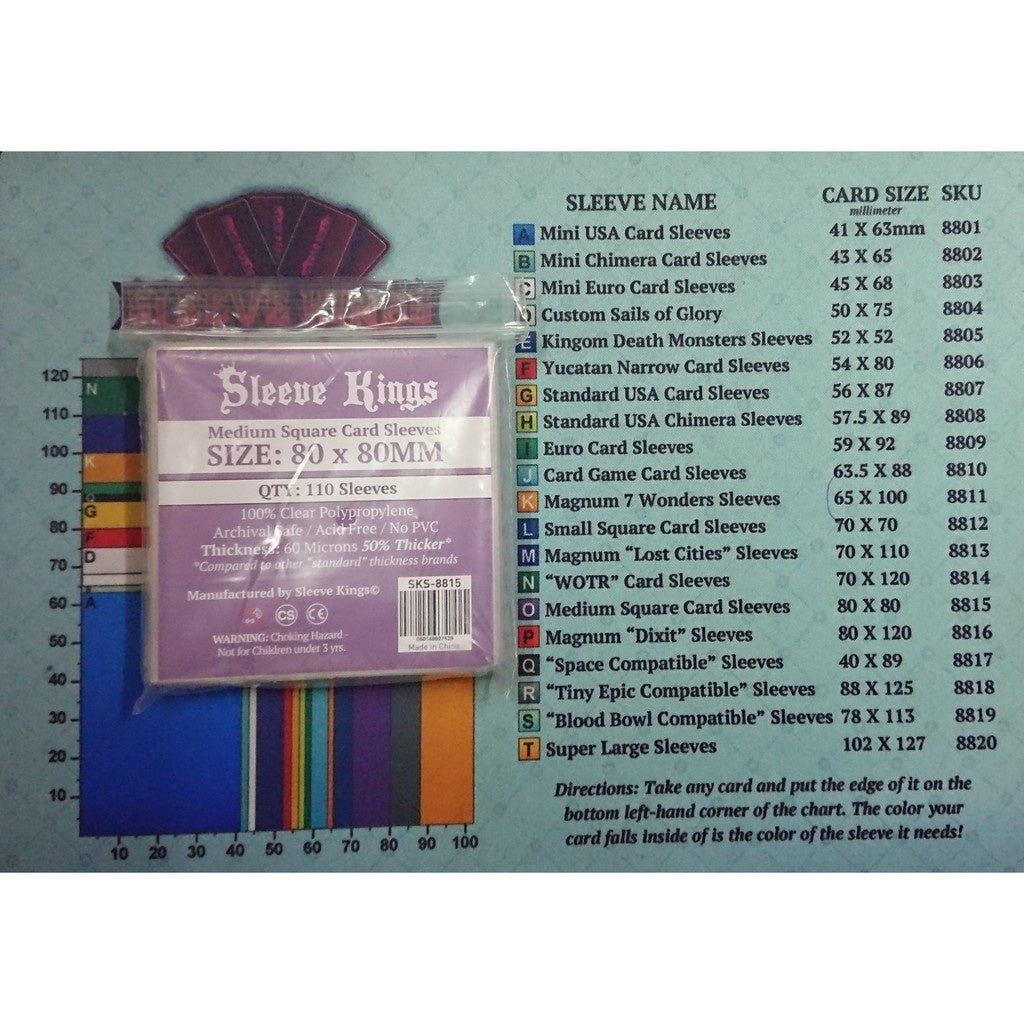 SLEEVE NAME CARD SIZE SKU
millimeter
A Mini USA Card Sleeves 41 X 63mm 8801
B Mini Chimera Card Sleeves 43 X 65 8802
C Mini Euro Card Sleeves 45 X 68 8803
D Custom Sails of Glory 50 X 75 8804
E Kingom Death Monsters Sleeves 52 X 52 8805
F Yucatan Narrow Card Sleeves 54 X 80 8806
G Standard USA Card Sleeves 56 X 87 8807
H Standard USA Chimera Sleeves 57.5 X 89 8808
I Euro Card Sleeves 59 X 92 8809
J Card Game Card Sleeves 63.5 X 88 8810
K Magnum 7 Wonders Sleeves 65 X 100 8811
L Small Square Card Sleeves 70 X 70 8812
M Magnum “Lost Cities” Sleeves 70 X 110 8813
N “WOTR” Card Sleeves 70 X 120 8814
O Medium Square Card Sleeves 80 X 80 8815
P Magnum “Dixit” Sleeves 80 X 120 8816
Q “Space Compatible” Sleeves 40 X 89 8817
R “Tiny Epic Compatible” Sleeves 88 X 125 8818
S “Blood Bowl Compatible” Sleeves 78 X 113 8819
T Super Large Sleeves 102 X 127 8820
Directions: Take any card and put the edge of it on the
bottom left-hand corner of the chart. The color your
card falls inside of is the color of the sleeve it needs!
Sleeve Kings
Medium Square Card Sleeves
SIZE: 80 x 80MM
QTY: 110 Sleeves
100% Clear Polypropylene
Archival Safe / Acid Free / No PVC
Thickness: 60 Microns 50% Thicker*
*Compared to other "standard" thickness brands
Manufactured by Sleeve Kings©
SKS-8815
CS CE
WARNING: Choking Hazard -
Not for Children under 3 yrs.
Made in China
120
N
110
100
K
90
G
80
F
D
70
60
A
50
40
30
20
10
10 20 30 40 50 60 70 80 90 100